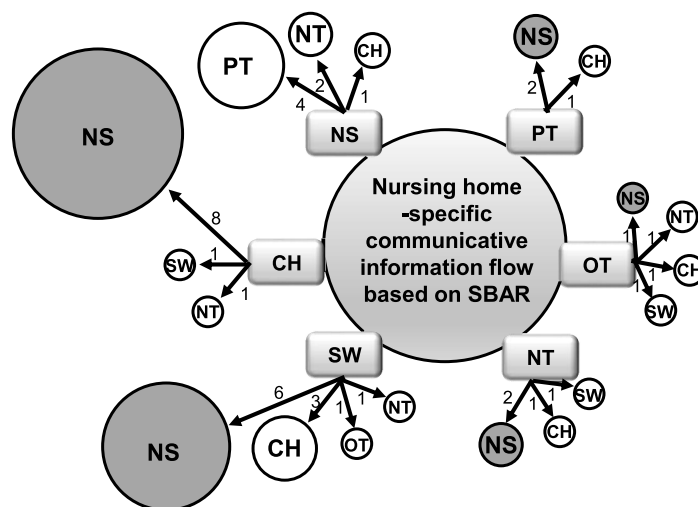 NT
NS
CH
PT
NS
CH
2
1
4
2
1
NS
PT
NS
Nursing home
-specific
communicative
information flow
based on SBAR
NS
NT
CH
SW
1
1
1
1
OT
8
SW
1
CH
NT
1
SW
NT
6
3
1
1
NT
NS
CH
OT
2
1
1
SW
CH
NS